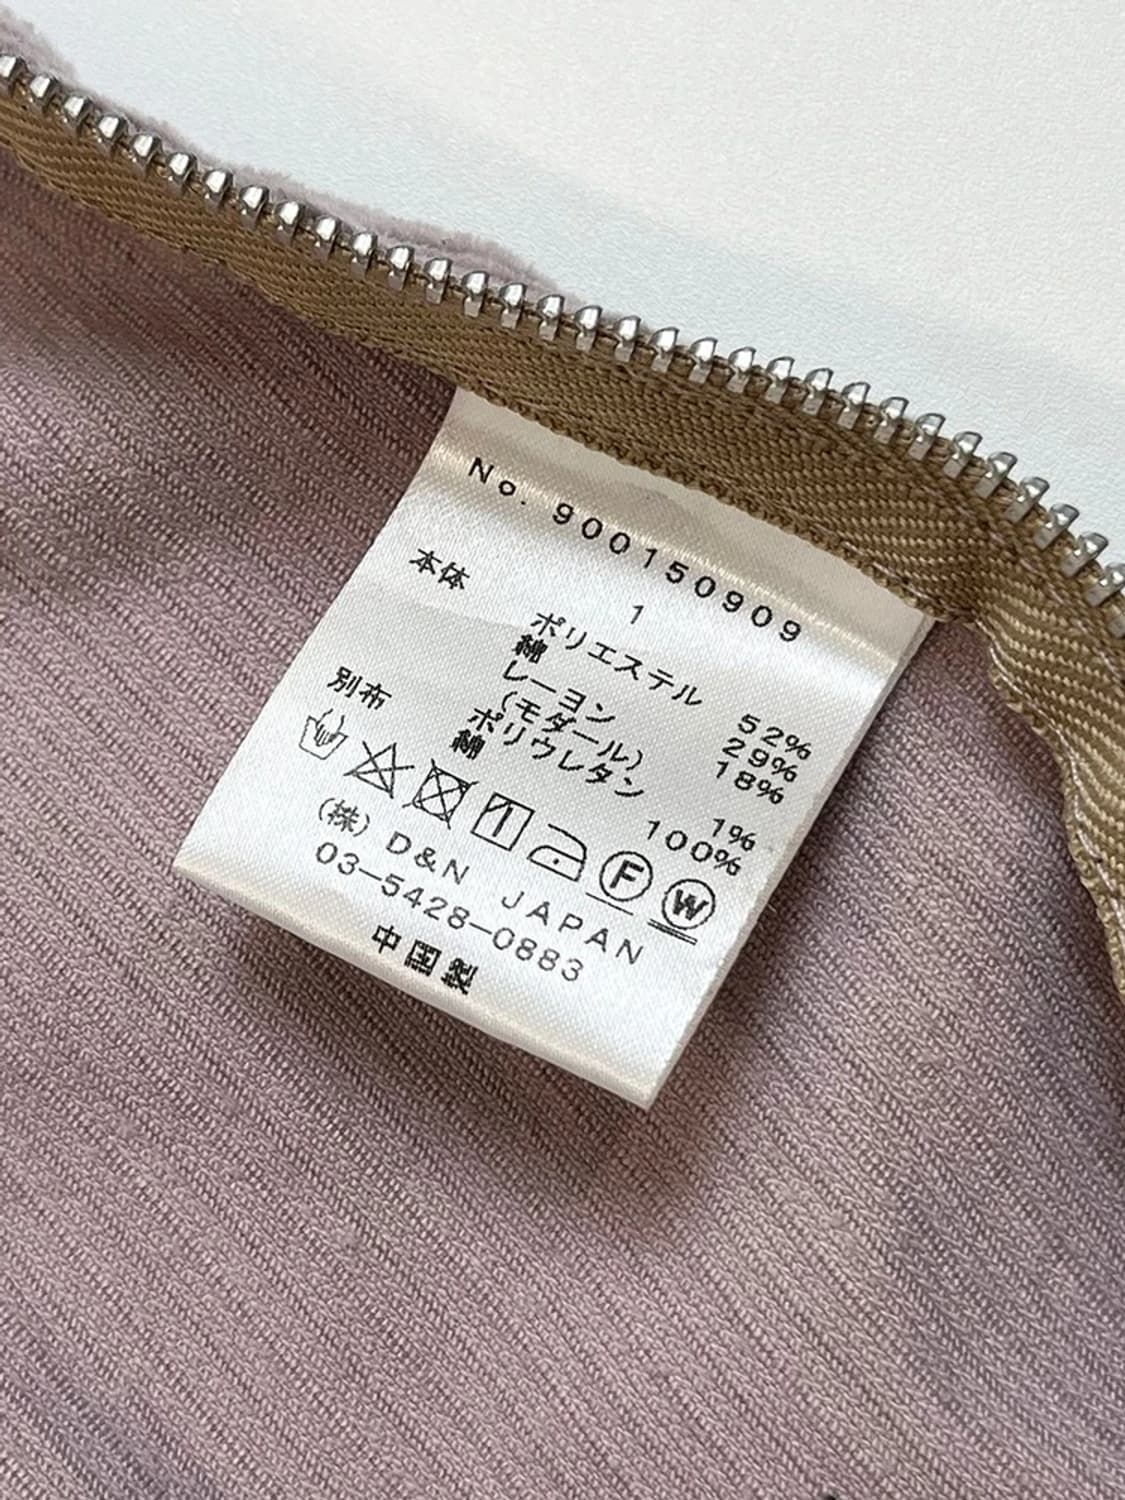 No. 900150909
1
本体 ポリエステル 52%
綿 29%
レーヨン 18%
(モダール)
ポリウレタン 1%
別布 綿 100%
F W
(株) D&N JAPAN
03-5428-0883
中国製